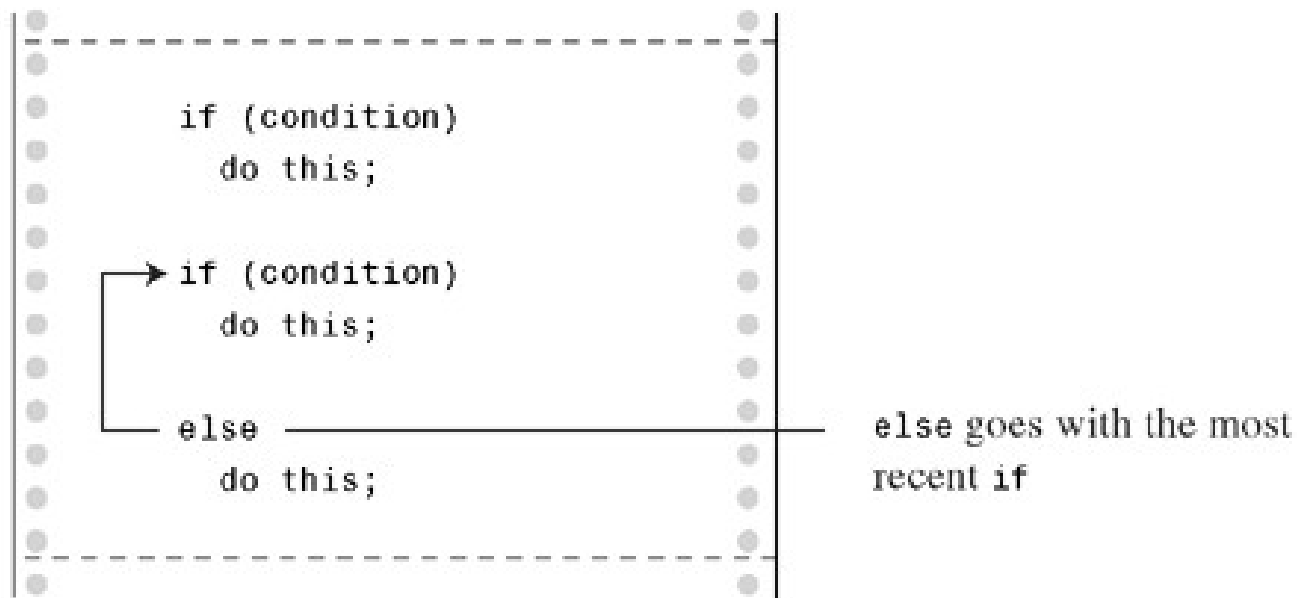 if (condition)
do this;
if (condition)
do this;
else
do this;
else goes with the most
recent if